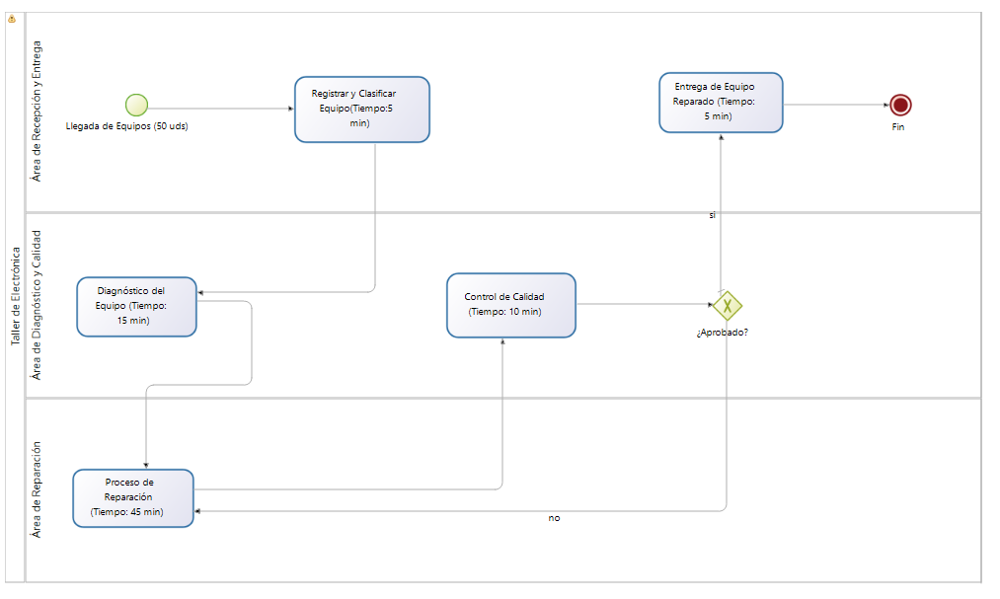 Taller de Electrónica
Área de Recepción y Entrega
Llegada de Equipos (50 uds)
Registrar y Clasificar
Equipo(Tiempo:5
min)
Entrega de Equipo
Reparado (Tiempo:
5 min)
Fin
si
Área de Diagnóstico y Calidad
Diagnóstico del
Equipo (Tiempo:
15 min)
Control de Calidad
(Tiempo: 10 min)
X
¿Aprobado?
Área de Reparación
Proceso de
Reparación
(Tiempo: 45 min)
no